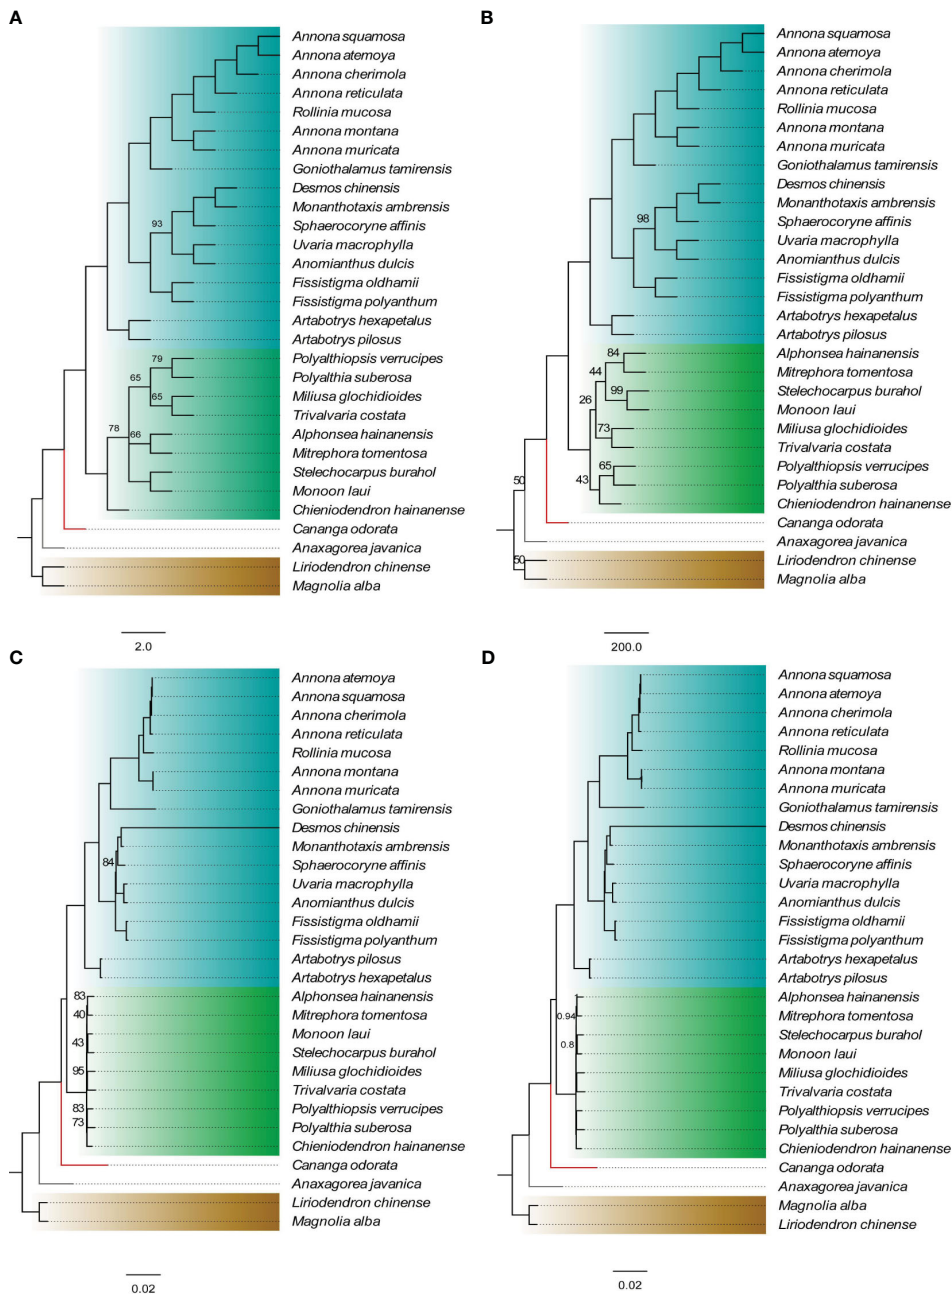 A
Annona squamosa
Annona atemoya
Annona cherimola
Annona reticulata
Rollinia mucosa
Annona montana
Annona muricata
Goniothalamus tamirensis
Desmos chinensis
Monanthotaxis ambrensis
93
Sphaerocoryne affinis
Uvaria macrophylla
Anomianthus dulcis
Fissistigma oldhamii
Fissistigma polyanthum
Artabotrys hexapetalus
Artabotrys pilosus
79
Polyalthiopsis verrucipes
65
Polyalthia suberosa
65
Miliusa glochidioides
Trivalvaria costata
78
66
Alphonsea hainanensis
Mitrephora tomentosa
Stelechocarpus burahol
Monoon laui
Chieniodendron hainanense
Cananga odorata
Anaxagorea javanica
Liriodendron chinense
Magnolia alba
2.0
B
Annona squamosa
Annona atemoya
Annona cherimola
Annona reticulata
Rollinia mucosa
Annona montana
Annona muricata
Goniothalamus tamirensis
Desmos chinensis
Monanthotaxis ambrensis
98
Sphaerocoryne affinis
Uvaria macrophylla
Anomianthus dulcis
Fissistigma oldhamii
Fissistigma polyanthum
Artabotrys hexapetalus
Artabotrys pilosus
84
Alphonsea hainanensis
44
Mitrephora tomentosa
99
Stelechocarpus burahol
26
Monoon laui
73
Miliusa glochidioides
Trivalvaria costata
65
Polyalthiopsis verrucipes
43
Polyalthia suberosa
50
Chieniodendron hainanense
Cananga odorata
Anaxagorea javanica
50
Liriodendron chinense
Magnolia alba
200.0
C
Annona atemoya
Annona squamosa
Annona cherimola
Annona reticulata
Rollinia mucosa
Annona montana
Annona muricata
Goniothalamus tamirensis
Desmos chinensis
Monanthotaxis ambrensis
84
Sphaerocoryne affinis
Uvaria macrophylla
Anomianthus dulcis
Fissistigma oldhamii
Fissistigma polyanthum
Artabotrys pilosus
Artabotrys hexapetalus
83
Alphonsea hainanensis
40
Mitrephora tomentosa
Monoon laui
43
Stelechocarpus burahol
95
Miliusa glochidioides
Trivalvaria costata
83
Polyalthiopsis verrucipes
73
Polyalthia suberosa
Chieniodendron hainanense
Cananga odorata
Anaxagorea javanica
Liriodendron chinense
Magnolia alba
0.02
D
Annona squamosa
Annona atemoya
Annona cherimola
Annona reticulata
Rollinia mucosa
Annona montana
Annona muricata
Goniothalamus tamirensis
Desmos chinensis
Monanthotaxis ambrensis
Sphaerocoryne affinis
Uvaria macrophylla
Anomianthus dulcis
Fissistigma oldhamii
Fissistigma polyanthum
Artabotrys hexapetalus
Artabotrys pilosus
Alphonsea hainanensis
0.94
Mitrephora tomentosa
Stelechocarpus burahol
0.8
Monoon laui
Miliusa glochidioides
Trivalvaria costata
Polyalthiopsis verrucipes
Polyalthia suberosa
Chieniodendron hainanense
Cananga odorata
Anaxagorea javanica
Magnolia alba
Liriodendron chinense
0.02